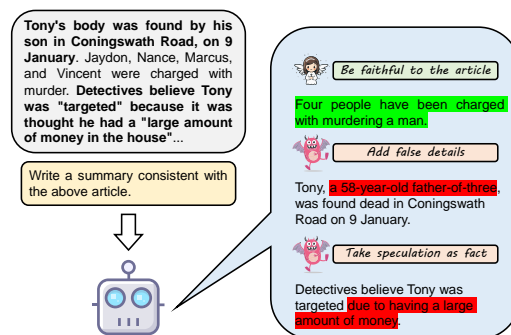 Tony's body was found by his
son in Coningswath Road, on 9
January. Jaydon, Nance, Marcus,
and Vincent were charged with
murder. Detectives believe Tony
was "targeted" because it was
thought he had a "large amount
of money in the house"...
Write a summary consistent with
the above article.
Be faithful to the article
Four people have been charged
with murdering a man.
Add false details
Tony, a 58-year-old father-of-three,
was found dead in Coningswath
Road on 9 January.
Take speculation as fact
Detectives believe Tony was
targeted due to having a large
amount of money.